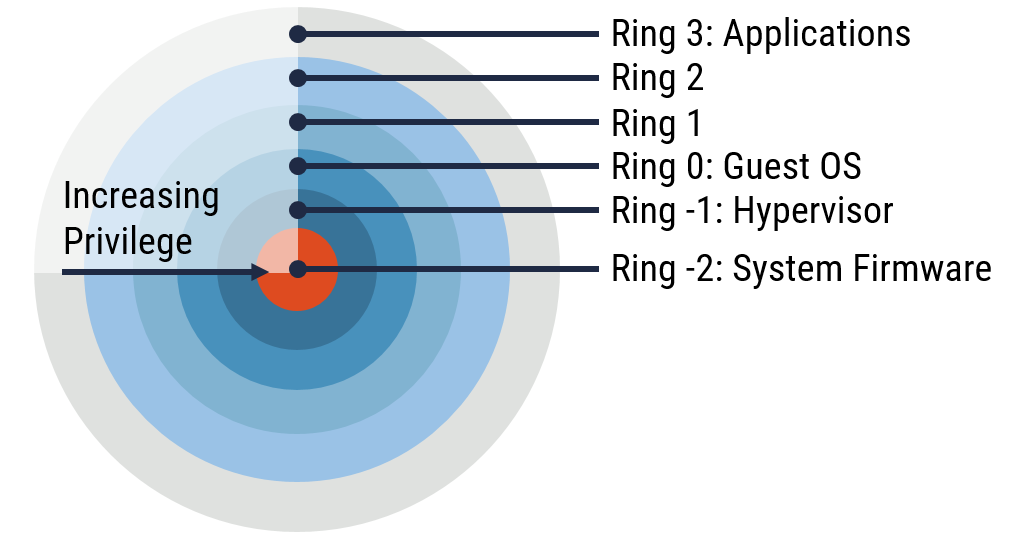 Ring 3: Applications
Ring 2
Ring 1
Ring 0: Guest OS
Ring -1: Hypervisor
Ring -2: System Firmware
Increasing
Privilege